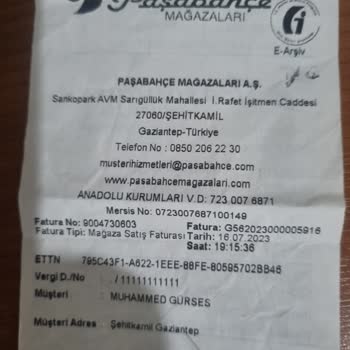 Paşabahçe
MAĞAZALARI
E-Arşiv
PAŞABAHÇE MAĞAZALARI A.Ş.
Sankopark AVM Sarıgüllük Mahallesi İ.Rafet İşitmen Caddesi
27060/ŞEHİTKAMİL
Gaziantep-Türkiye
Telefon No : 0850 206 22 30
musterihizmetleri@pasabahce.com
www.pasabahcemagazalari.com
ANADOLU KURUMLARI V.D: 723 007 6871
Mersis No: 0723007687100149
Fatura No: 9004730603 Fatura: G562023000005916
Fatura Tipi: Mağaza Satış Faturası Tarih: 16.07.2023
Saat: 19:15:36
ETTN 795C43F1-A622-1EEE-88FE-80595702BB46
Vergi D./No / 11111111111
Müşteri MUHAMMED GÜRSES
Müşteri Adres : Şehitkamil Gaziantep